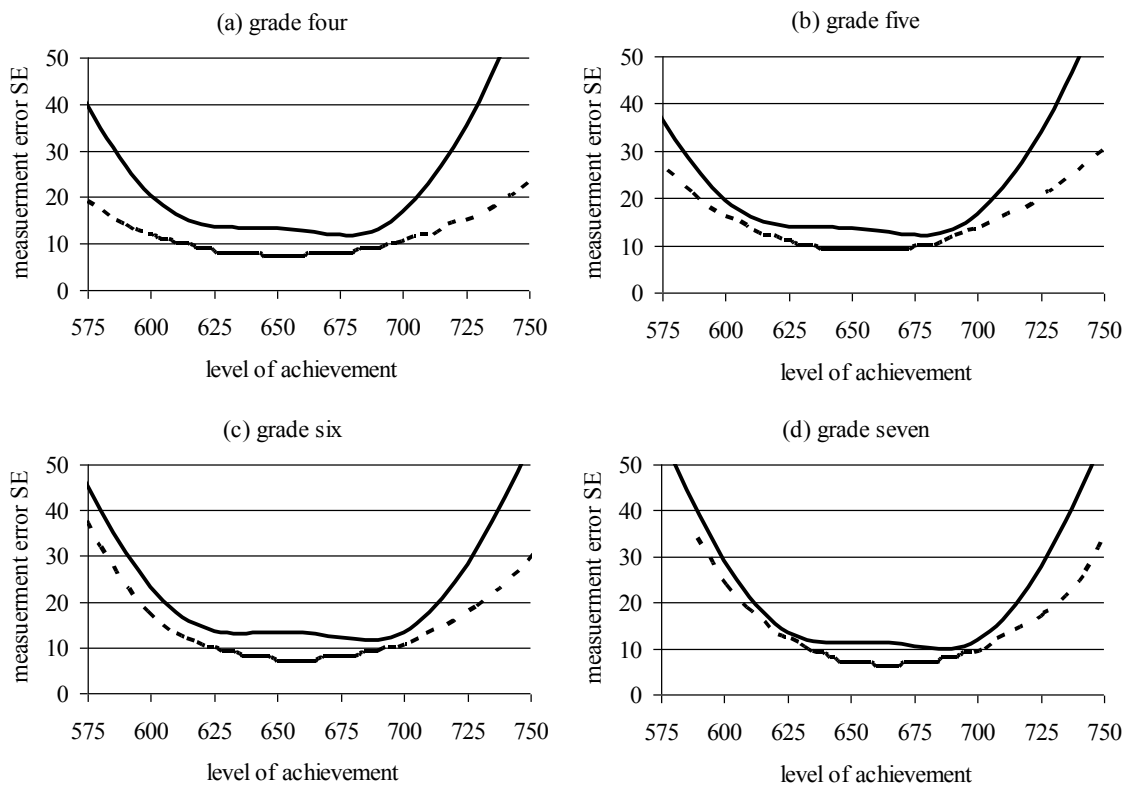 (a) grade four
measuerment error SE
50
40
30
20
10
0
575 600 625 650 675 700 725 750
level of achievement
(b) grade five
measuerment error SE
50
40
30
20
10
0
575 600 625 650 675 700 725 750
level of achievement
(c) grade six
measuerment error SE
50
40
30
20
10
0
575 600 625 650 675 700 725 750
level of achievement
(d) grade seven
measuerment error SE
50
40
30
20
10
0
575 600 625 650 675 700 725 750
level of achievement